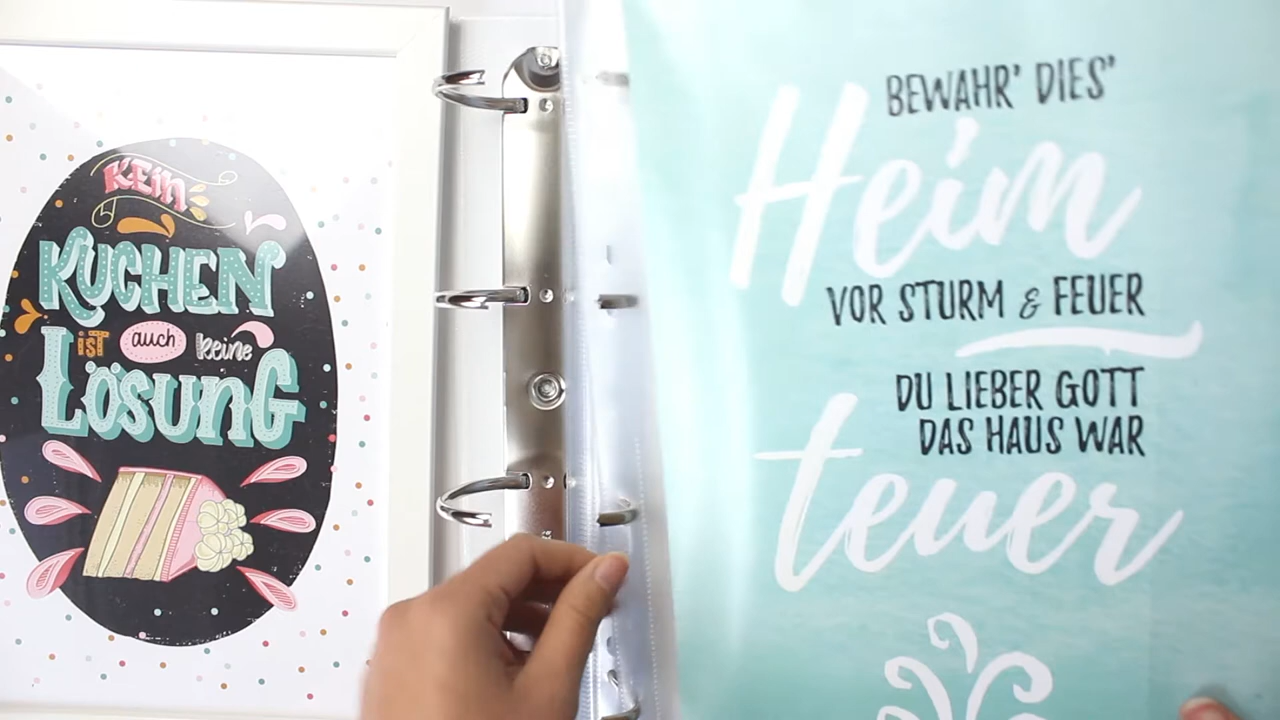 KEIN
KUCHEN
IST auch keine
LÖSUNG
BEWAHR' DIES'
Heim
VOR STURM & FEUER
DU LIEBER GOTT
DAS HAUS WAR
teuer